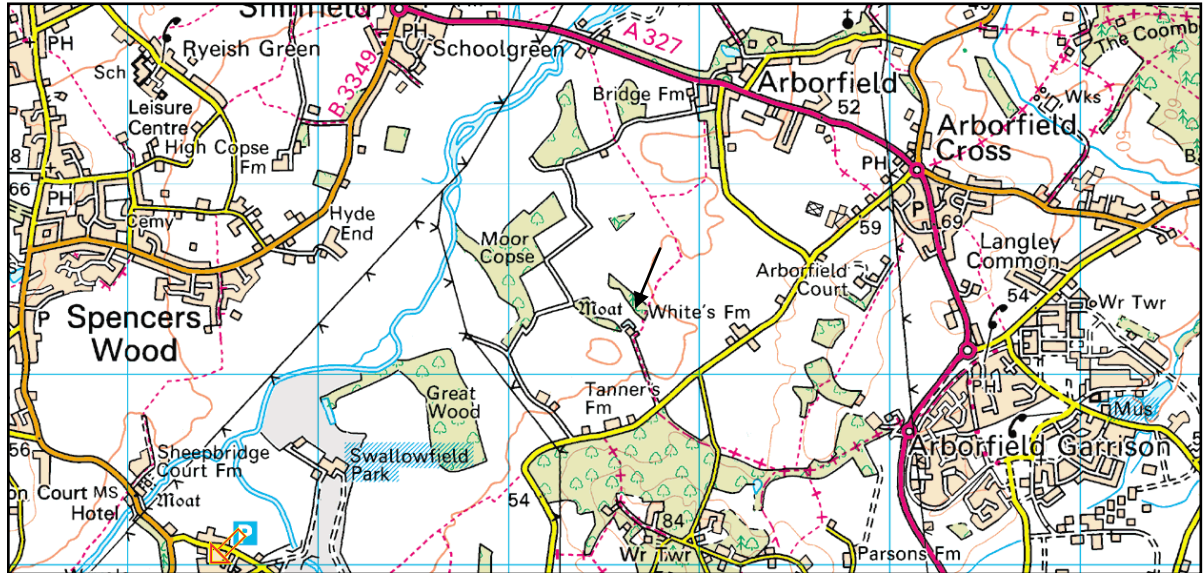 Shinfield
PH
Ryeish Green
PH
Schoolgreen
A 327
The Coomb
Sch
B 3349
Bridge Fm
Arborfield
52
Wks
60
50
Leisure
Centre
High Copse
Fm
Arborfield
Cross
PH
8
66
PH
P
69
Cemy
Hyde
End
59
Langley
Common
Moor
Copse
Arborfield
Court
54
Wr Twr
Moat
White's Fm
P
Spencers
Wood
PH
Great
Wood
Tanner's
Fm
Mus
56
Sheepbridge
Court Fm
Swallowfield
Park
Arborfield Garrison
5
on Court
MS
Hotel
Moat
54
84
P
Wr Twr
Parsons Fm